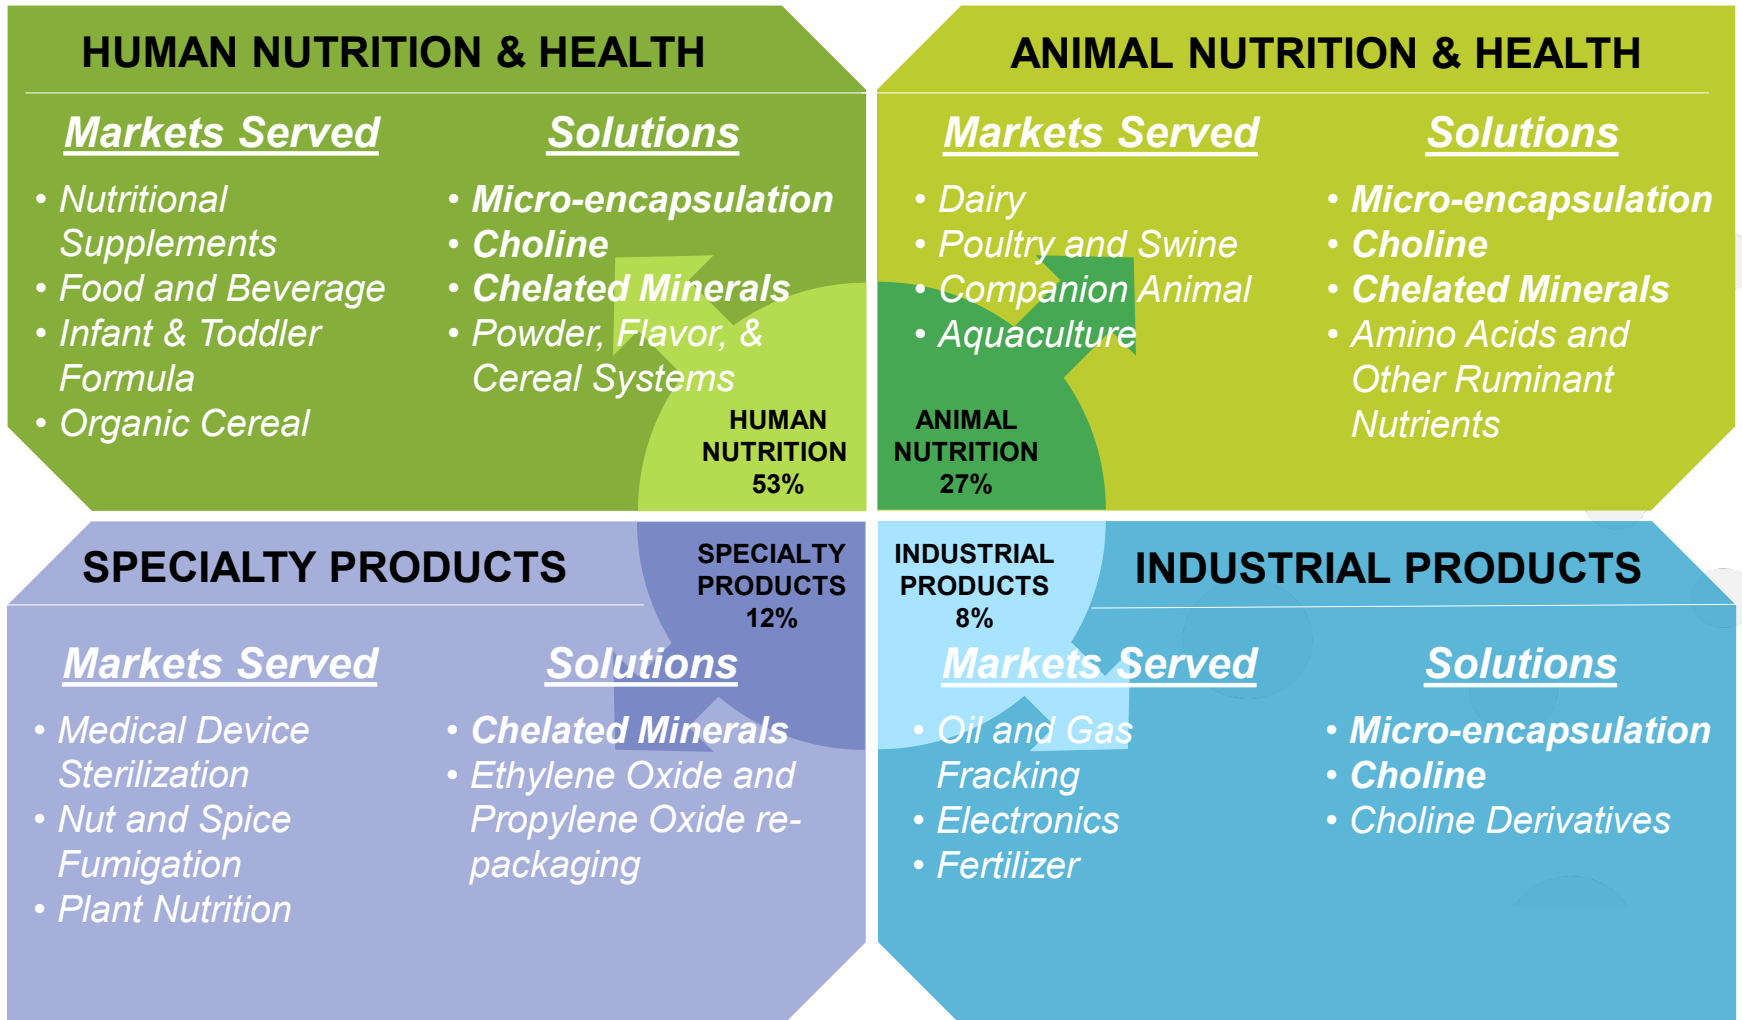 HUMAN NUTRITION & HEALTH
Markets Served
• Nutritional
Supplements
• Food and Beverage
• Infant & Toddler
Formula
• Organic Cereal
Solutions
• Micro-encapsulation
• Choline
• Chelated Minerals
• Powder, Flavor, &
Cereal Systems
HUMAN
NUTRITION
53%
ANIMAL NUTRITION & HEALTH
Markets Served
• Dairy
• Poultry and Swine
• Companion Animal
• Aquaculture
Solutions
• Micro-encapsulation
• Choline
• Chelated Minerals
• Amino Acids and
Other Ruminant
Nutrients
ANIMAL
NUTRITION
27%
SPECIALTY PRODUCTS
SPECIALTY
PRODUCTS
12%
Markets Served
• Medical Device
Sterilization
• Nut and Spice
Fumigation
• Plant Nutrition
Solutions
• Chelated Minerals
• Ethylene Oxide and
Propylene Oxide re-
packaging
INDUSTRIAL
PRODUCTS
8%
INDUSTRIAL PRODUCTS
Markets Served
• Oil and Gas
Fracking
• Electronics
• Fertilizer
Solutions
• Micro-encapsulation
• Choline
• Choline Derivatives